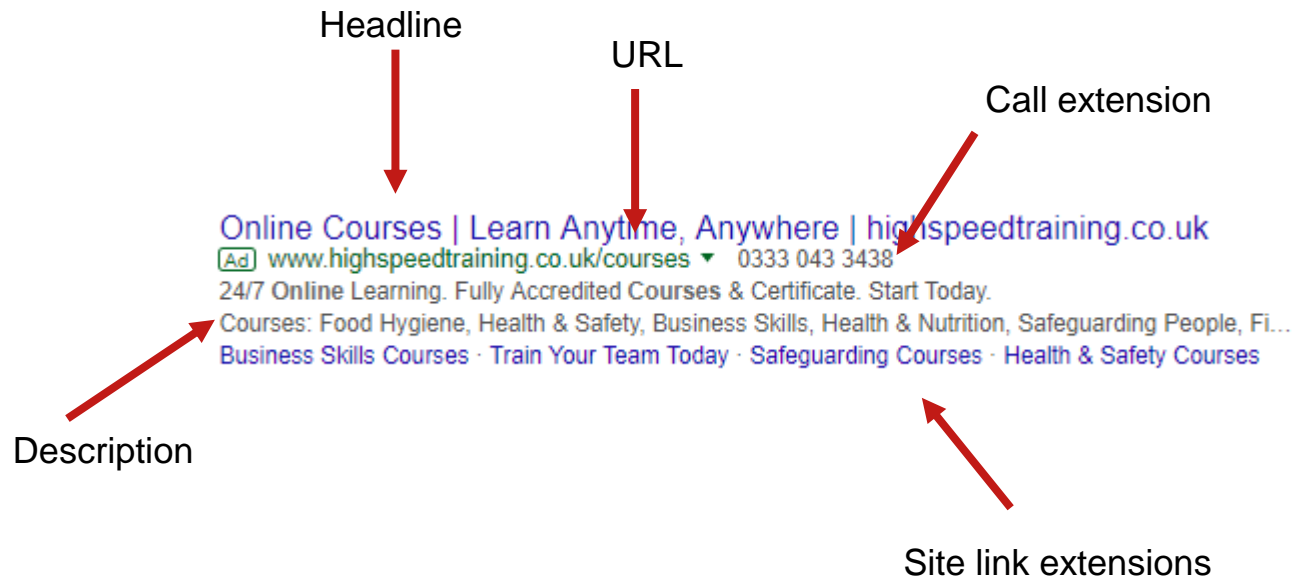 Headline
URL
Call extension
Online Courses | Learn Anytime, Anywhere | highspeedtraining.co.uk
Ad www.highspeedtraining.co.uk/courses ▾ 0333 043 3438
24/7 Online Learning. Fully Accredited Courses & Certificate. Start Today.
Courses: Food Hygiene, Health & Safety, Business Skills, Health & Nutrition, Safeguarding People, Fi...
Business Skills Courses · Train Your Team Today · Safeguarding Courses · Health & Safety Courses
Description
Site link extensions